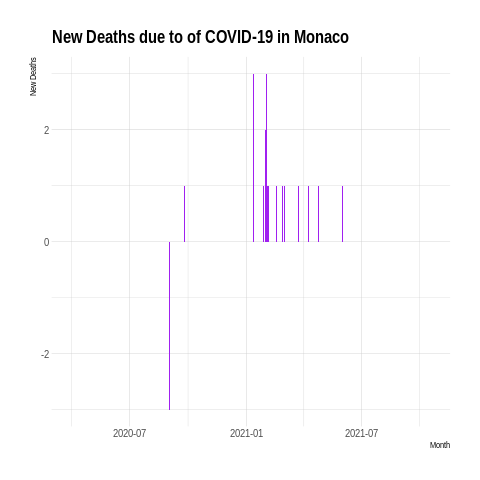 New Deaths due to of COVID-19 in Monaco
New Deaths
2
0
-2
2020-07
2021-01
2021-07
Month